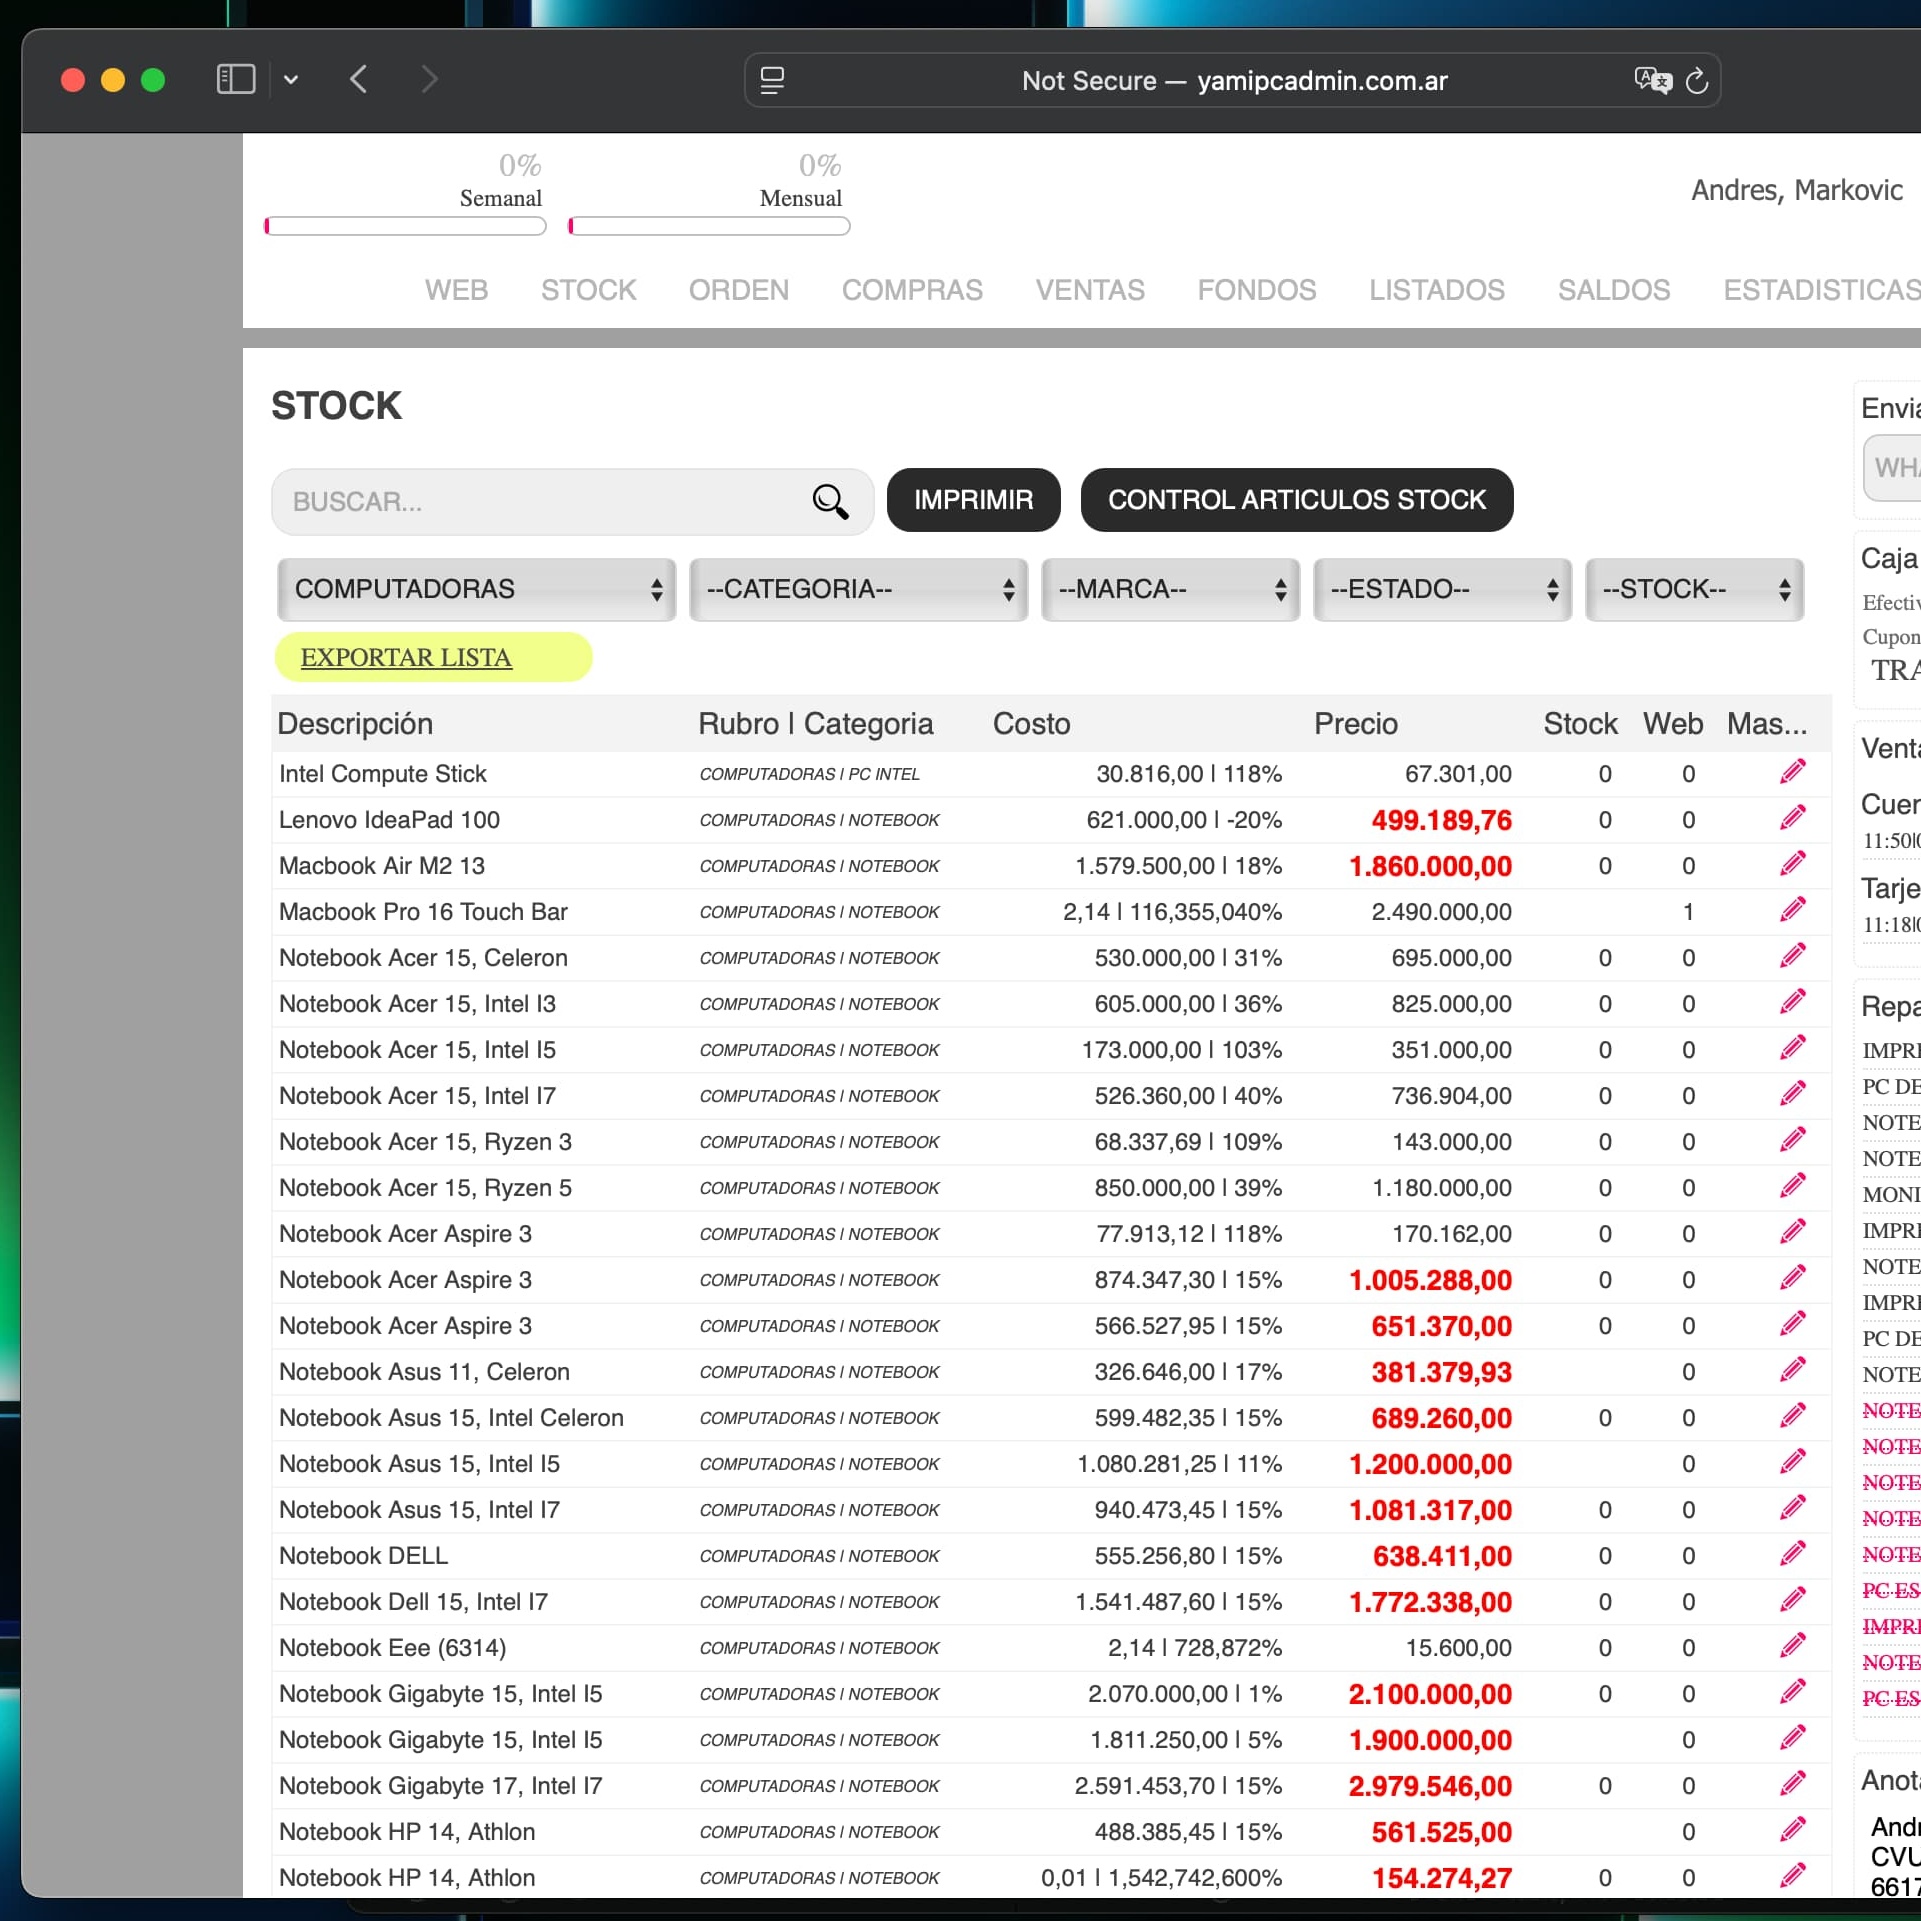 Not Secure — yamipcadmin.com.ar
0% 0%
Semanal Mensual
Andres, Markovic
WEB STOCK ORDEN COMPRAS VENTAS FONDOS LISTADOS SALDOS ESTADISTICAS
STOCK
BUSCAR... IMPRIMIR CONTROL ARTICULOS STOCK
COMPUTADORAS --CATEGORIA-- --MARCA-- --ESTADO-- --STOCK--
EXPORTAR LISTA
Descripción Rubro | Categoria Costo Precio Stock Web Mas...
Intel Compute Stick COMPUTADORAS | PC INTEL 30.816,00 | 118% 67.301,00 0 0
Lenovo IdeaPad 100 COMPUTADORAS | NOTEBOOK 621.000,00 | -20% 499.189,76 0 0
Macbook Air M2 13 COMPUTADORAS | NOTEBOOK 1.579.500,00 | 18% 1.860.000,00 0 0
Macbook Pro 16 Touch Bar COMPUTADORAS | NOTEBOOK 2,14 | 116,355,040% 2.490.000,00 1
Notebook Acer 15, Celeron COMPUTADORAS | NOTEBOOK 530.000,00 | 31% 695.000,00 0 0
Notebook Acer 15, Intel I3 COMPUTADORAS | NOTEBOOK 605.000,00 | 36% 825.000,00 0 0
Notebook Acer 15, Intel I5 COMPUTADORAS | NOTEBOOK 173.000,00 | 103% 351.000,00 0 0
Notebook Acer 15, Intel I7 COMPUTADORAS | NOTEBOOK 526.360,00 | 40% 736.904,00 0 0
Notebook Acer 15, Ryzen 3 COMPUTADORAS | NOTEBOOK 68.337,69 | 109% 143.000,00 0 0
Notebook Acer 15, Ryzen 5 COMPUTADORAS | NOTEBOOK 850.000,00 | 39% 1.180.000,00 0 0
Notebook Acer Aspire 3 COMPUTADORAS | NOTEBOOK 77.913,12 | 118% 170.162,00 0 0
Notebook Acer Aspire 3 COMPUTADORAS | NOTEBOOK 874.347,30 | 15% 1.005.288,00 0 0
Notebook Acer Aspire 3 COMPUTADORAS | NOTEBOOK 566.527,95 | 15% 651.370,00 0 0
Notebook Asus 11, Celeron COMPUTADORAS | NOTEBOOK 326.646,00 | 17% 381.379,93 0
Notebook Asus 15, Intel Celeron COMPUTADORAS | NOTEBOOK 599.482,35 | 15% 689.260,00 0 0
Notebook Asus 15, Intel I5 COMPUTADORAS | NOTEBOOK 1.080.281,25 | 11% 1.200.000,00 0
Notebook Asus 15, Intel I7 COMPUTADORAS | NOTEBOOK 940.473,45 | 15% 1.081.317,00 0 0
Notebook DELL COMPUTADORAS | NOTEBOOK 555.256,80 | 15% 638.411,00 0 0
Notebook Dell 15, Intel I7 COMPUTADORAS | NOTEBOOK 1.541.487,60 | 15% 1.772.338,00 0 0
Notebook Eee (6314) COMPUTADORAS | NOTEBOOK 2,14 | 728,872% 15.600,00 0 0
Notebook Gigabyte 15, Intel I5 COMPUTADORAS | NOTEBOOK 2.070.000,00 | 1% 2.100.000,00 0 0
Notebook Gigabyte 15, Intel I5 COMPUTADORAS | NOTEBOOK 1.811.250,00 | 5% 1.900.000,00 0
Notebook Gigabyte 17, Intel I7 COMPUTADORAS | NOTEBOOK 2.591.453,70 | 15% 2.979.546,00 0 0
Notebook HP 14, Athlon COMPUTADORAS | NOTEBOOK 488.385,45 | 15% 561.525,00 0
Notebook HP 14, Athlon COMPUTADORAS | NOTEBOOK 0,01 | 1,542,742,600% 154.274,27 0 0
Envia
WHA
Caja
Efectiv
Cupon
TRA
Venta
Cuen
11:50|0
Tarje
11:18|0
Repa
IMPRE
PC DE
NOTE
NOTE
MONI
IMPRE
NOTE
IMPRE
PC DE
NOTE
NOTE
NOTE
NOTE
NOTE
NOTE
PC ES
IMPRE
NOTE
PC ES
Anota
Andr
CVU
6617